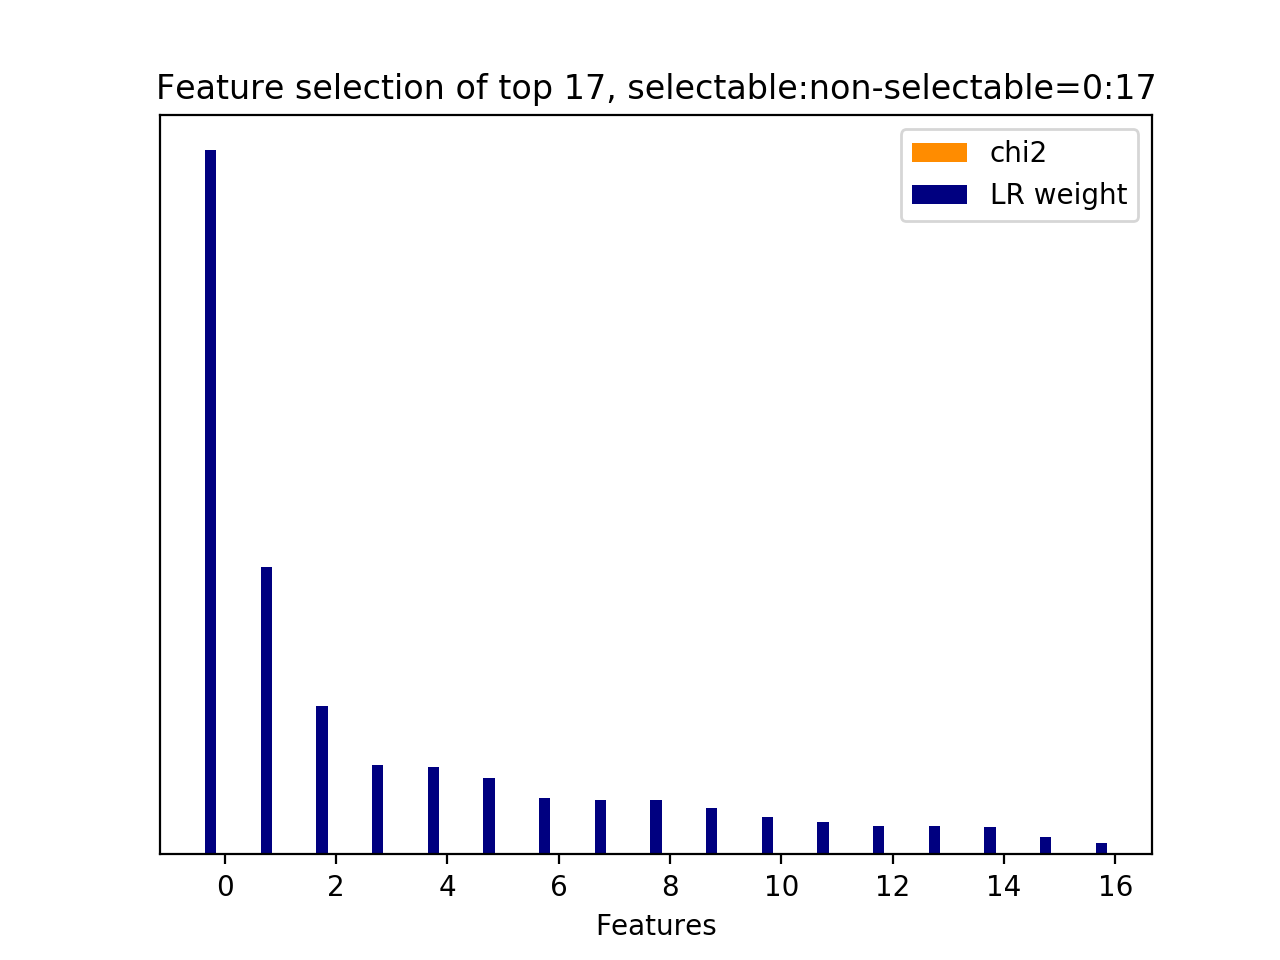 Feature selection of top 17, selectable:non-selectable=0:17
chi2
LR weight
0 2 4 6 8 10 12 14 16
Features